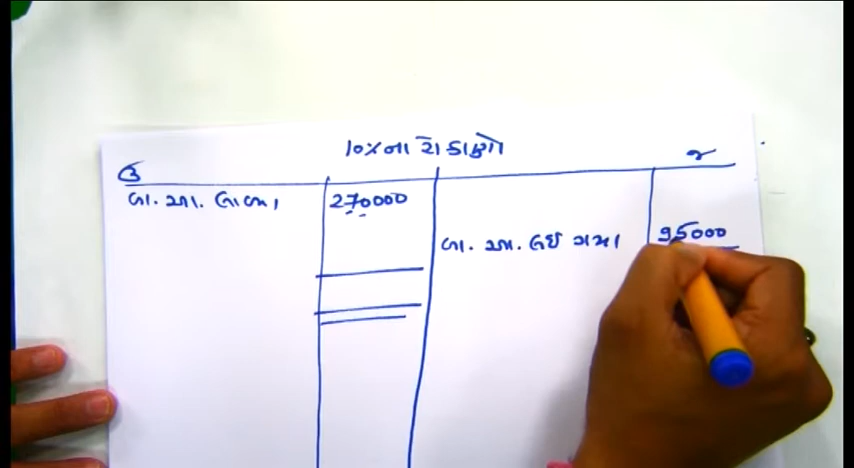 10%ના રોકાણો
ઉ જ
બા. આ. લાવ્યા 270000
બા. આ. લઈ ગયા 95000